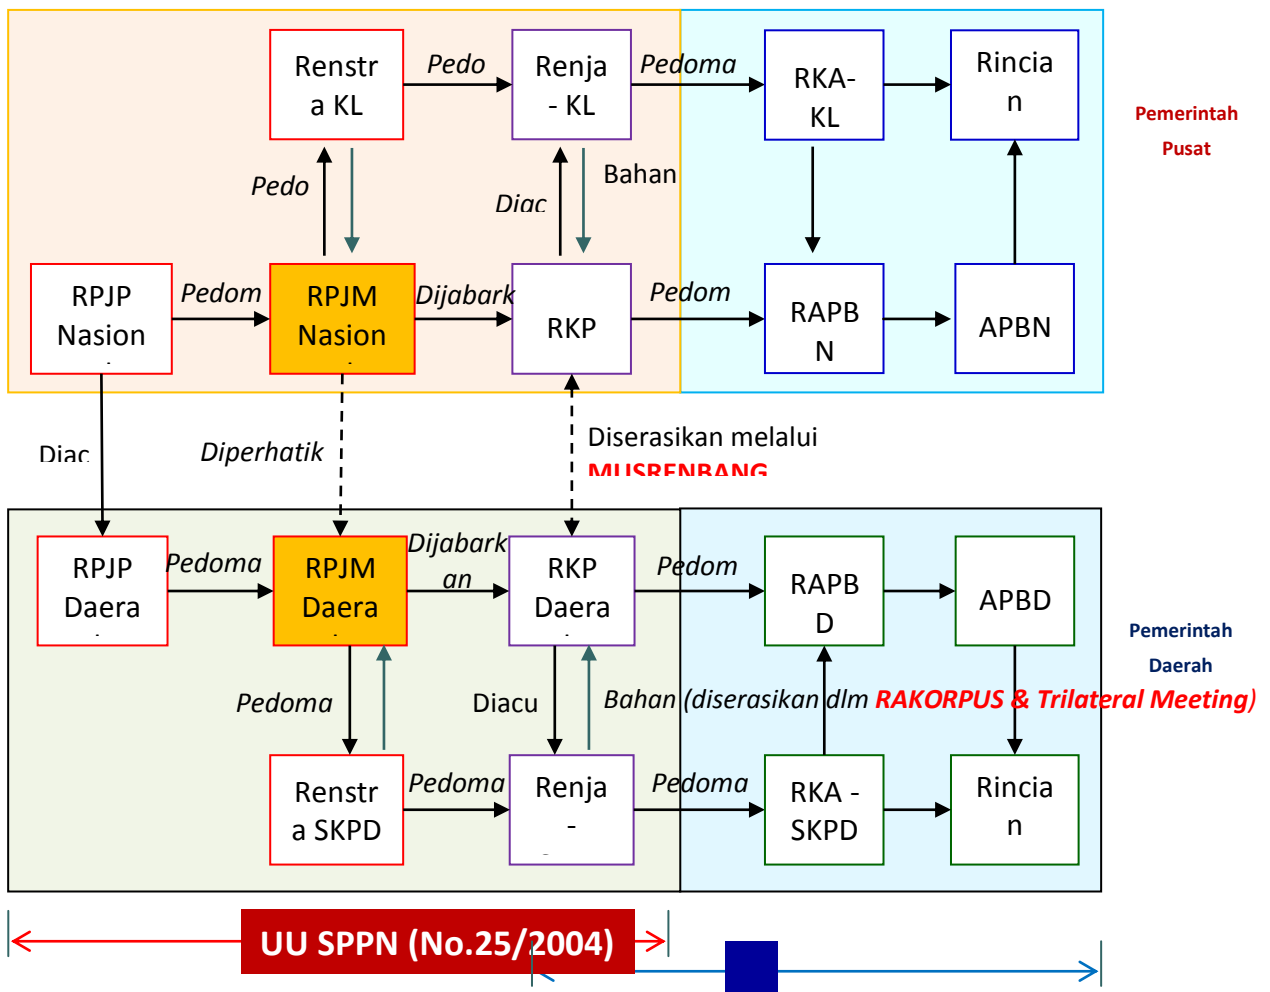 Renstr
a KL
Pedo
Renja
- KL
Pedoma
RKA-
KL
Rincia
n
Pemerintah
Pusat
Pedo
Bahan
Diac
RPJP
Nasion
Pedom
RPJM
Nasion
Dijabark
RKP
Pedom
RAPB
N
APBN
Diac
Diperhatik
Diserasikan melalui
MUSRENBANG
RPJP
Daera
Pedoma
RPJM
Daera
Dijabark
an
RKP
Daera
Pedom
RAPB
D
APBD
Pemerintah
Daerah
Pedoma
Diacu
Bahan (diserasikan dlm RAKORPUS & Trilateral Meeting)
Renstr
a SKPD
Pedoma
Renja
-
Pedoma
RKA -
SKPD
Rincia
n
UU SPPN (No.25/2004)